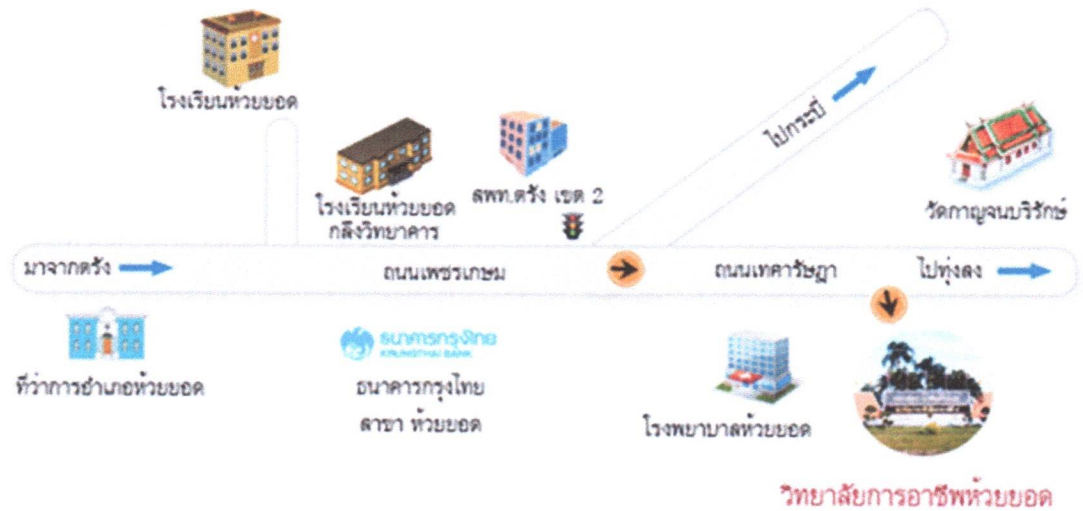 โรงเรียนห้วยยอด
ไปกระบี่
โรงเรียนห้วยยอด
กลึงวิทยาคาร
สพท.ตรัง เขต 2
วัดกาญจนบริรักษ์
มาจากตรัง
ถนนเพชรเกษม
ถนนเทศารัษฎา
ไปทุ่งลง
ที่ว่าการอำเภอห้วยยอด
ธนาคารกรุงไทย
KRUNGTHAI BANK
ธนาคารกรุงไทย
สาขา ห้วยยอด
โรงพยาบาลห้วยยอด
วิทยาลัยการอาชีพห้วยยอด